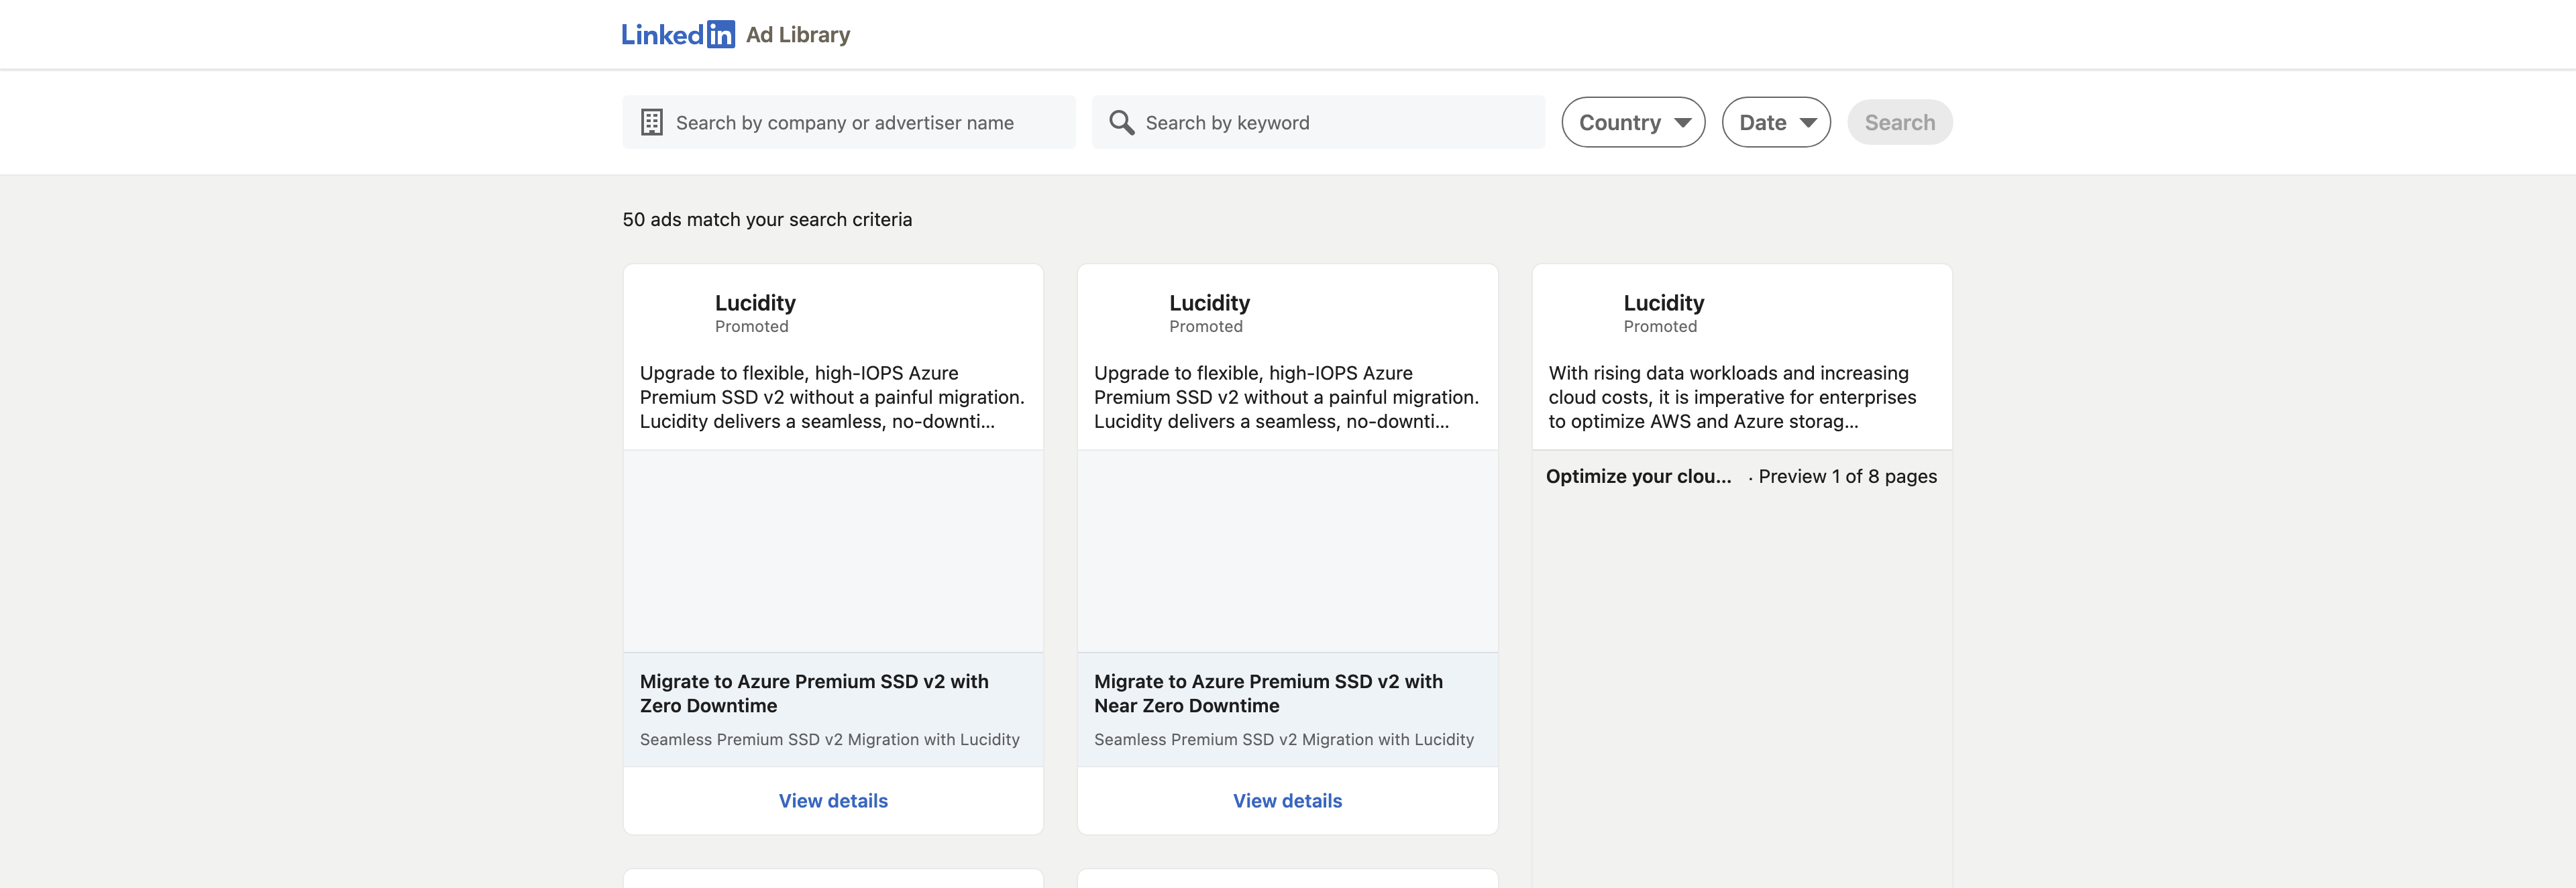 LinkedIn Ad Library
Search by company or advertiser name
Search by keyword
Country
Date
Search
50 ads match your search criteria
Lucidity
Promoted
Upgrade to flexible, high-IOPS Azure
Premium SSD v2 without a painful migration.
Lucidity delivers a seamless, no-downti...
Migrate to Azure Premium SSD v2 with
Zero Downtime
Seamless Premium SSD v2 Migration with Lucidity
View details
Lucidity
Promoted
Upgrade to flexible, high-IOPS Azure
Premium SSD v2 without a painful migration.
Lucidity delivers a seamless, no-downti...
Migrate to Azure Premium SSD v2 with
Near Zero Downtime
Seamless Premium SSD v2 Migration with Lucidity
View details
Lucidity
Promoted
With rising data workloads and increasing
cloud costs, it is imperative for enterprises
to optimize AWS and Azure storag...
Optimize your clou... · Preview 1 of 8 pages